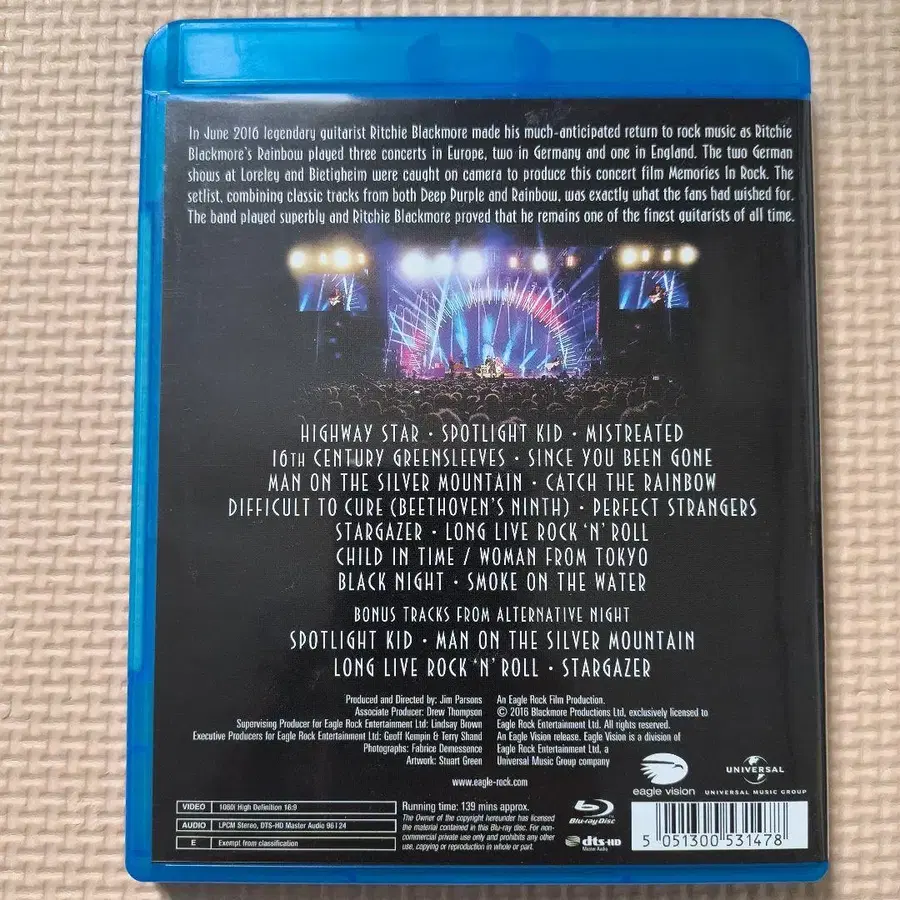 In June 2016 legendary guitarist Ritchie Blackmore made his much-anticipated return to rock music as Ritchie
Blackmore's Rainbow played three concerts in Europe, two in Germany and one in England. The two German
shows at Loreley and Bietigheim were caught on camera to produce this concert film Memories In Rock. The
setlist, combining classic tracks from both Deep Purple and Rainbow, was exactly what the fans had wished for.
The band played superbly and Ritchie Blackmore proved that he remains one of the finest guitarists of all time.
HIGHWAY STAR · SPOTLIGHT KID · MISTREATED
16TH CENTURY GREENSLEEVES · SINCE YOU BEEN GONE
MAN ON THE SILVER MOUNTAIN · CATCH THE RAINBOW
DIFFICULT TO CURE (BEETHOVEN'S NINTH) · PERFECT STRANGERS
STARGAZER · LONG LIVE ROCK 'N' ROLL
CHILD IN TIME / WOMAN FROM TOKYO
BLACK NIGHT · SMOKE ON THE WATER
BONUS TRACKS FROM ALTERNATIVE NIGHT
SPOTLIGHT KID · MAN ON THE SILVER MOUNTAIN
LONG LIVE ROCK 'N' ROLL · STARGAZER
Produced and Directed by: Jim Parsons
Associate Producer: Drew Thompson
Supervising Producer for Eagle Rock Entertainment Ltd: Lindsay Brown
Executive Producers for Eagle Rock Entertainment Ltd: Geoff Kempin & Terry Shand
Photographs: Fabrice Demessence
Artwork: Stuart Green
An Eagle Rock Film Production.
© 2016 Blackmore Productions Ltd, exclusively licensed to
Eagle Rock Entertainment Ltd. All rights reserved.
An Eagle Vision release. Eagle Vision is a division of
Eagle Rock Entertainment Ltd, a
Universal Music Group company
www.eagle-rock.com
eagle vision
UNIVERSAL
UNIVERSAL MUSIC GROUP
VIDEO 1080i High Definition 16:9
AUDIO LPCM Stereo, DTS-HD Master Audio 96|24
E Exempt from classification
Running time: 139 mins approx.
The Owner of the copyright hereunder has licensed
the material contained in this Blu-ray disc. For non-
commercial private use only and prohibits any other
use, copying or reproduction in whole or part.
Blu-ray Disc
dts-HD
Master Audio
5 051300 531478